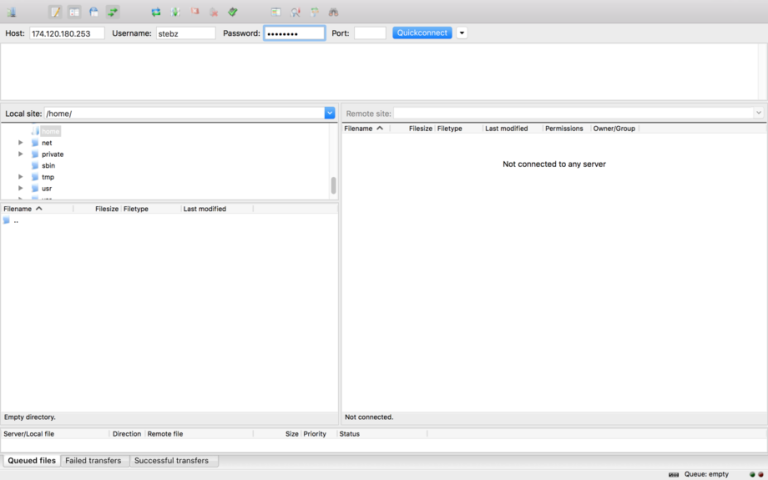 Host: 174.120.180.253 Username: stebz Password: •••••••• Port: Quickconnect
Local site: /home/ Remote site:
home
net
private
sbin
tmp
usr
Filename Filesize Filetype Last modified Permissions Owner/Group
Not connected to any server
Filename Filesize Filetype Last modified
..
Empty directory. Not connected.
Server/Local file Direction Remote file Size Priority Status
Queued files Failed transfers Successful transfers
Queue: empty